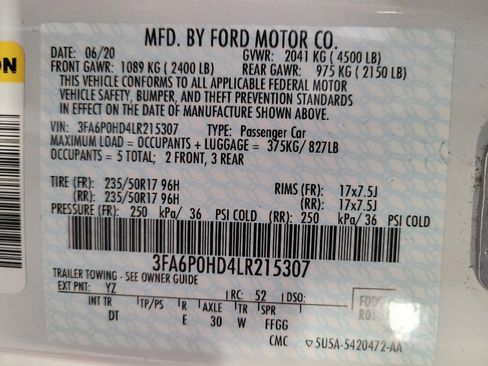 MFD. BY FORD MOTOR CO.
DATE: 06/20 GVWR: 2041 KG ( 4500 LB)
FRONT GAWR: 1089 KG ( 2400 LB) REAR GAWR: 975 KG ( 2150 LB)
THIS VEHICLE CONFORMS TO ALL APPLICABLE FEDERAL MOTOR
VEHICLE SAFETY, BUMPER, AND THEFT PREVENTION STANDARDS
IN EFFECT ON THE DATE OF MANUFACTURE SHOWN ABOVE.
VIN: 3FA6P0HD4LR215307 TYPE: Passenger Car
MAXIMUM LOAD = OCCUPANTS + LUGGAGE = 375KG/ 827LB
OCCUPANTS = 5 TOTAL; 2 FRONT, 3 REAR
TIRE (FR): 235/50R17 96H RIMS (FR): 17x7.5J
(RR): 235/50R17 96H (RR): 17x7.5J
PRESSURE (FR): 250 kPa/ 36 PSI COLD (RR): 250 kPa/ 36 PSI COLD
3FA6P0HD4LR215307
TRAILER TOWING - SEE OWNER GUIDE
EXT PNT: YZ RC: 52 DSO:
INT TR TP/PS R AXLE TR SPR
DT E 30 W FFGG
CMC ▽5U5A-5420472-AA
ON